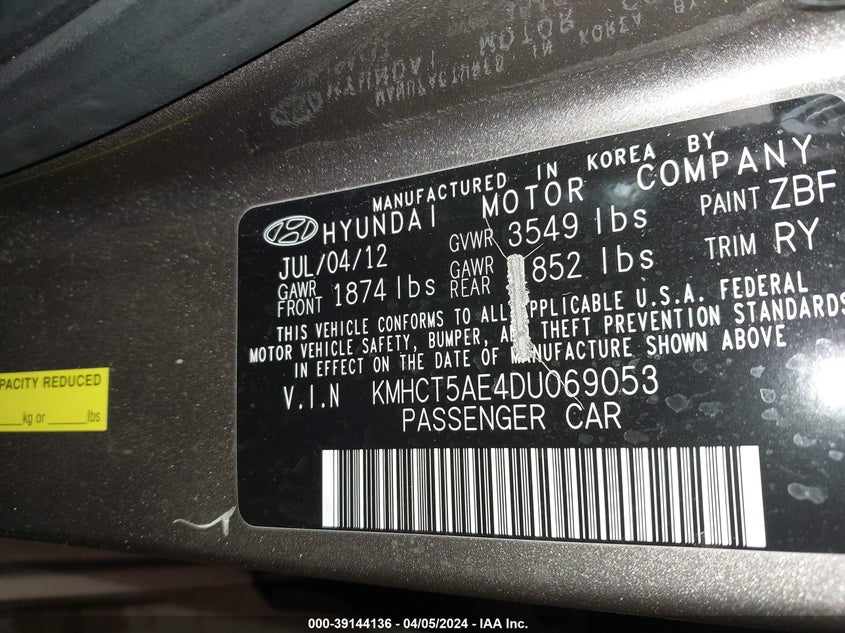 MANUFACTURED IN KOREA BY
HYUNDAI MOTOR COMPANY
JUL/04/12 GVWR 3549 lbs PAINT ZBF
GAWR FRONT 1874 lbs GAWR REAR 852 lbs TRIM RY
THIS VEHICLE CONFORMS TO ALL APPLICABLE U.S.A. FEDERAL
MOTOR VEHICLE SAFETY, BUMPER, THEFT PREVENTION STANDARDS
IN EFFECT ON THE DATE OF MANUFACTURE SHOWN ABOVE
V.I.N KMHCT5AE4DU069053
PASSENGER CAR
PACITY REDUCED
kg or lbs
000-39144136 - 04/05/2024 - IAA Inc.